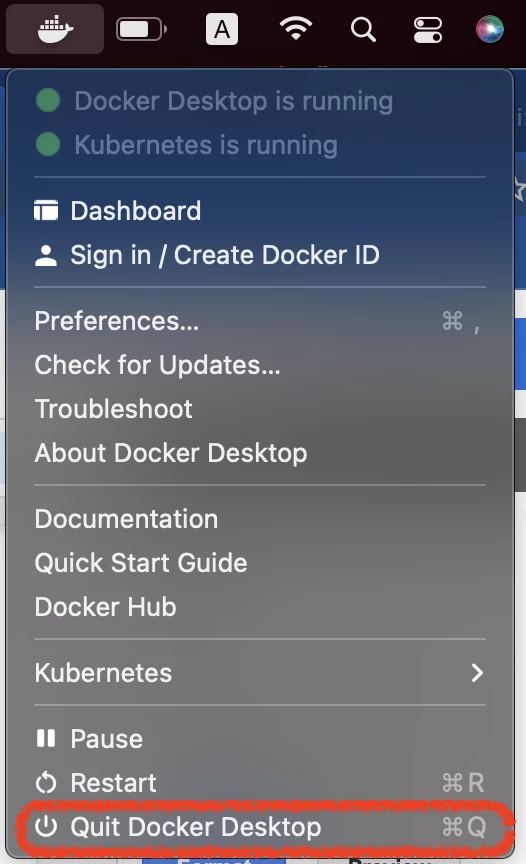 A
Docker Desktop is running
Kubernetes is running
Dashboard
Sign in / Create Docker ID
Preferences... ⌘ ,
Check for Updates...
Troubleshoot
About Docker Desktop
Documentation
Quick Start Guide
Docker Hub
Kubernetes
Pause
Restart ⌘R
Quit Docker Desktop ⌘Q